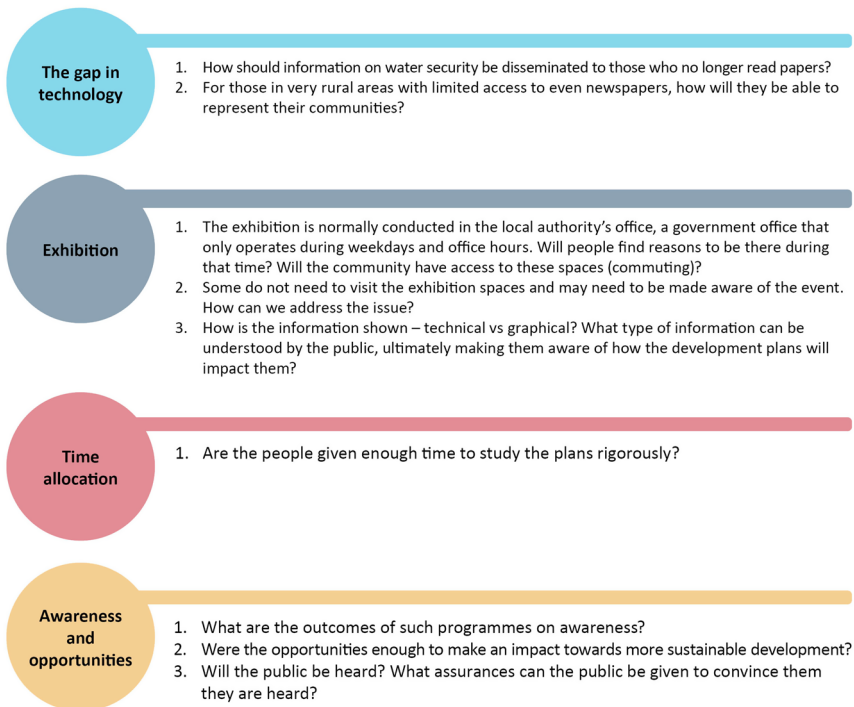 The gap in
technology
1. How should information on water security be disseminated to those who no longer read papers?
2. For those in very rural areas with limited access to even newspapers, how will they be able to
represent their communities?
Exhibition
1. The exhibition is normally conducted in the local authority’s office, a government office that
only operates during weekdays and office hours. Will people find reasons to be there during
that time? Will the community have access to these spaces (commuting)?
2. Some do not need to visit the exhibition spaces and may need to be made aware of the event.
How can we address the issue?
3. How is the information shown – technical vs graphical? What type of information can be
understood by the public, ultimately making them aware of how the development plans will
impact them?
Time
allocation
1. Are the people given enough time to study the plans rigorously?
Awareness
and
opportunities
1. What are the outcomes of such programmes on awareness?
2. Were the opportunities enough to make an impact towards more sustainable development?
3. Will the public be heard? What assurances can the public be given to convince them
they are heard?